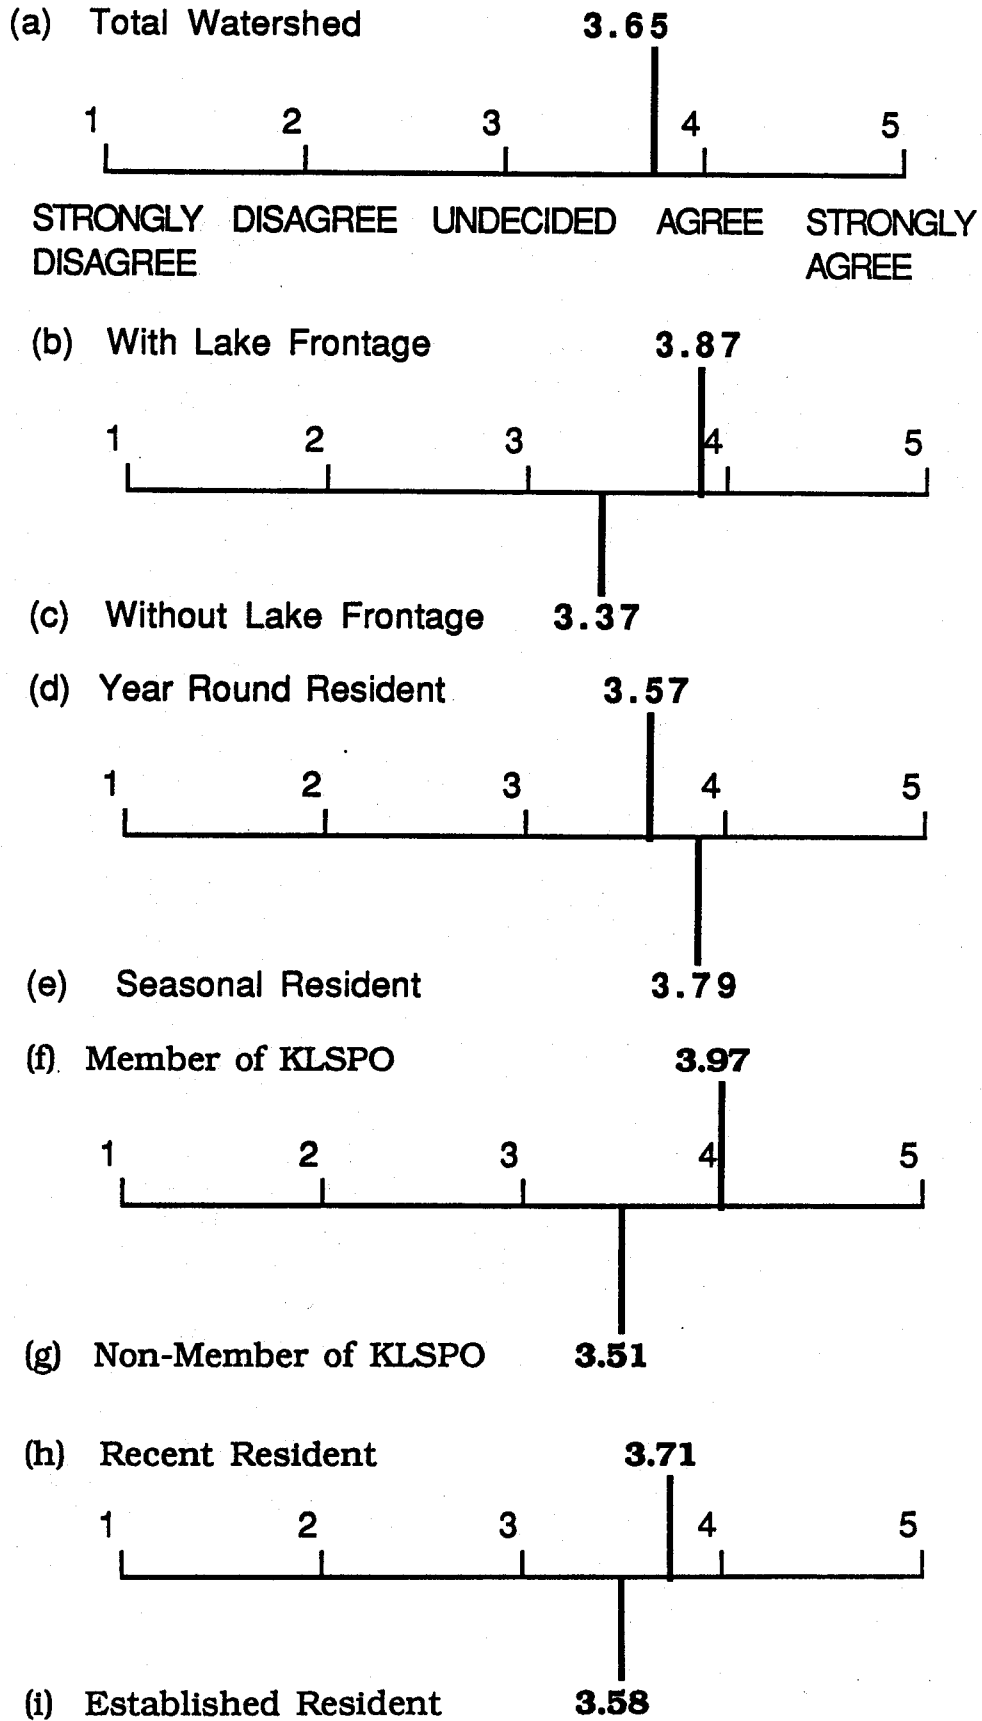 (a) Total Watershed 3.65
1 2 3 4 5
STRONGLY DISAGREE UNDECIDED AGREE STRONGLY
DISAGREE AGREE
(b) With Lake Frontage 3.87
1 2 3 4 5
(c) Without Lake Frontage 3.37
(d) Year Round Resident 3.57
1 2 3 4 5
(e) Seasonal Resident 3.79
(f) Member of KLSPO 3.97
1 2 3 4 5
(g) Non-Member of KLSPO 3.51
(h) Recent Resident 3.71
1 2 3 4 5
(i) Established Resident 3.58